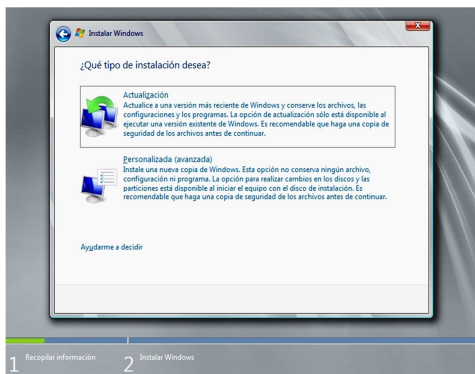 Instalar Windows
¿Qué tipo de instalación desea?
Actualización
Actualice a una versión más reciente de Windows y conserve los archivos, las
configuraciones y los programas. La opción de actualización sólo está disponible al
ejecutar una versión existente de Windows. Es recomendable que haga una copia de
seguridad de los archivos antes de continuar.
Personalizada (avanzada)
Instale una nueva copia de Windows. Esta opción no conserva ningún archivo,
configuración ni programa. La opción para realizar cambios en los discos y las
particiones está disponible al iniciar el equipo con el disco de instalación. Es
recomendable que haga una copia de seguridad de los archivos antes de continuar.
Ayudarme a decidir
1 Recopilar información
2 Instalar Windows